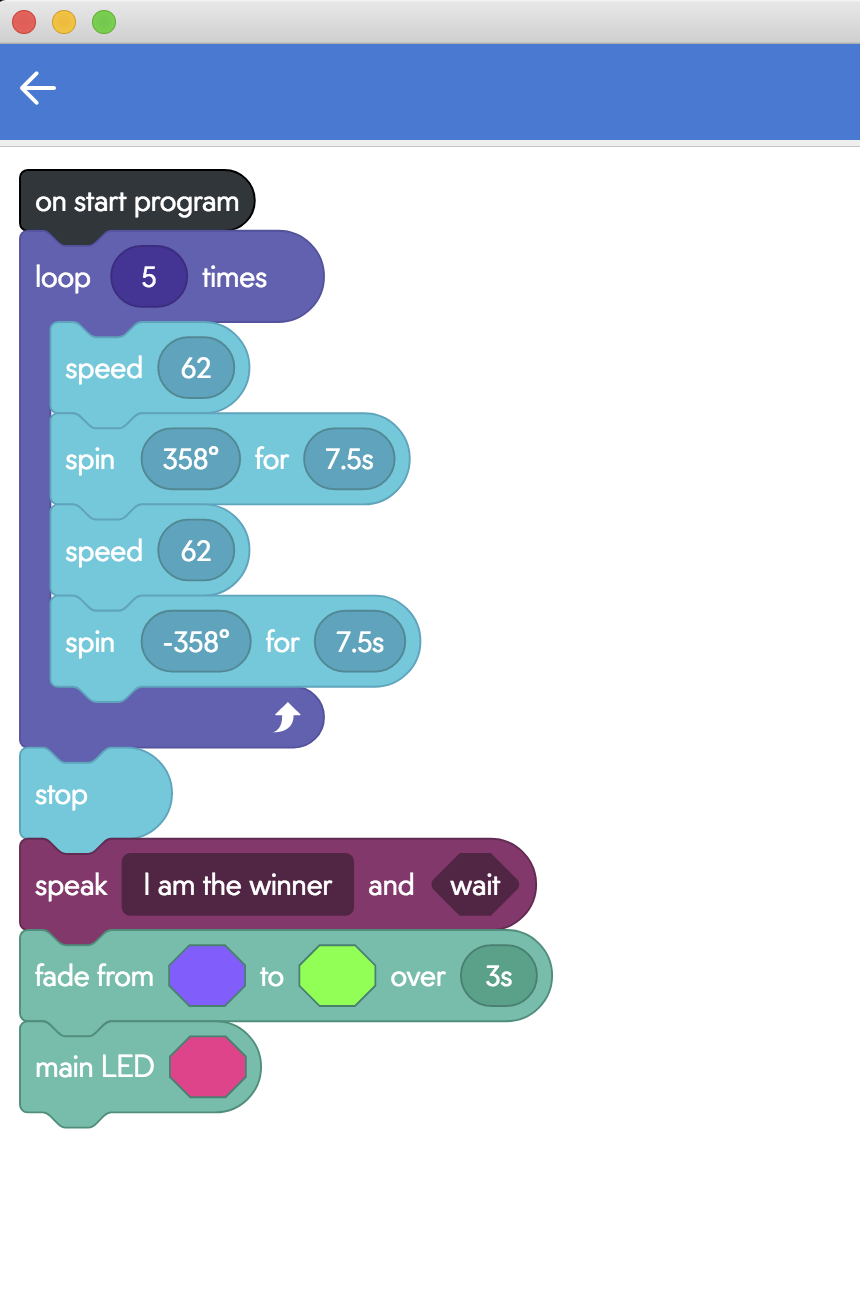 on start program
loop 5 times
speed 62
spin 358° for 7.5s
speed 62
spin -358° for 7.5s
stop
speak I am the winner and wait
fade from to over 3s
main LED